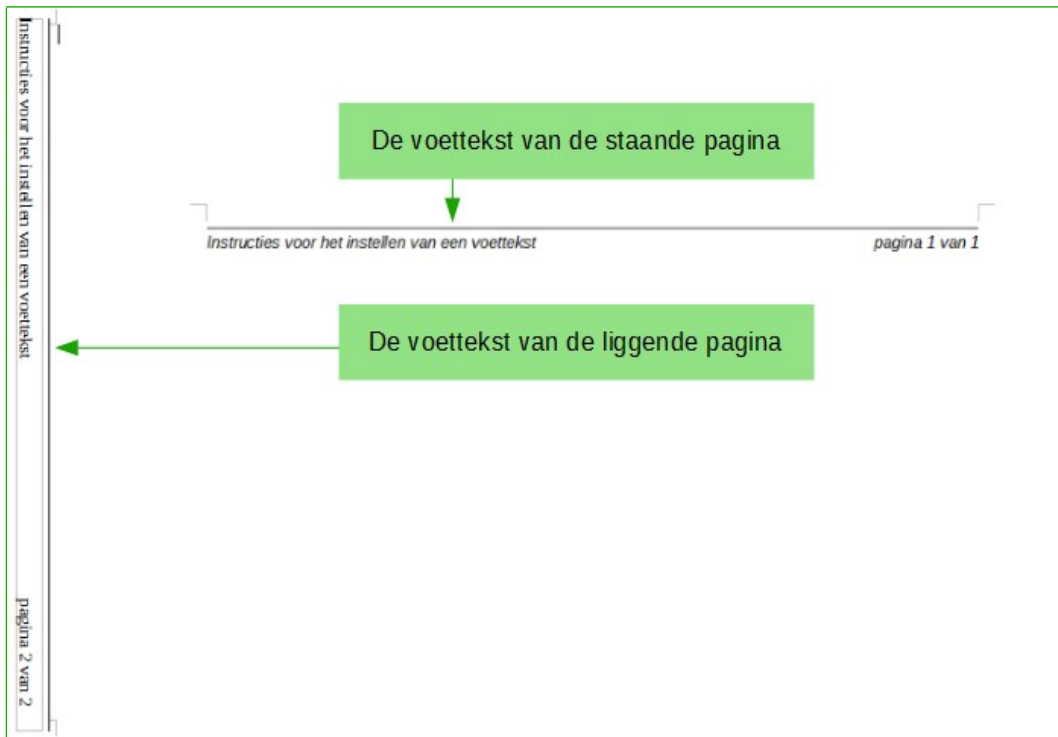 Instructies voor het instellen van een voettekst
pagina 2 van 2
De voettekst van de staande pagina
Instructies voor het instellen van een voettekst
pagina 1 van 1
De voettekst van de liggende pagina